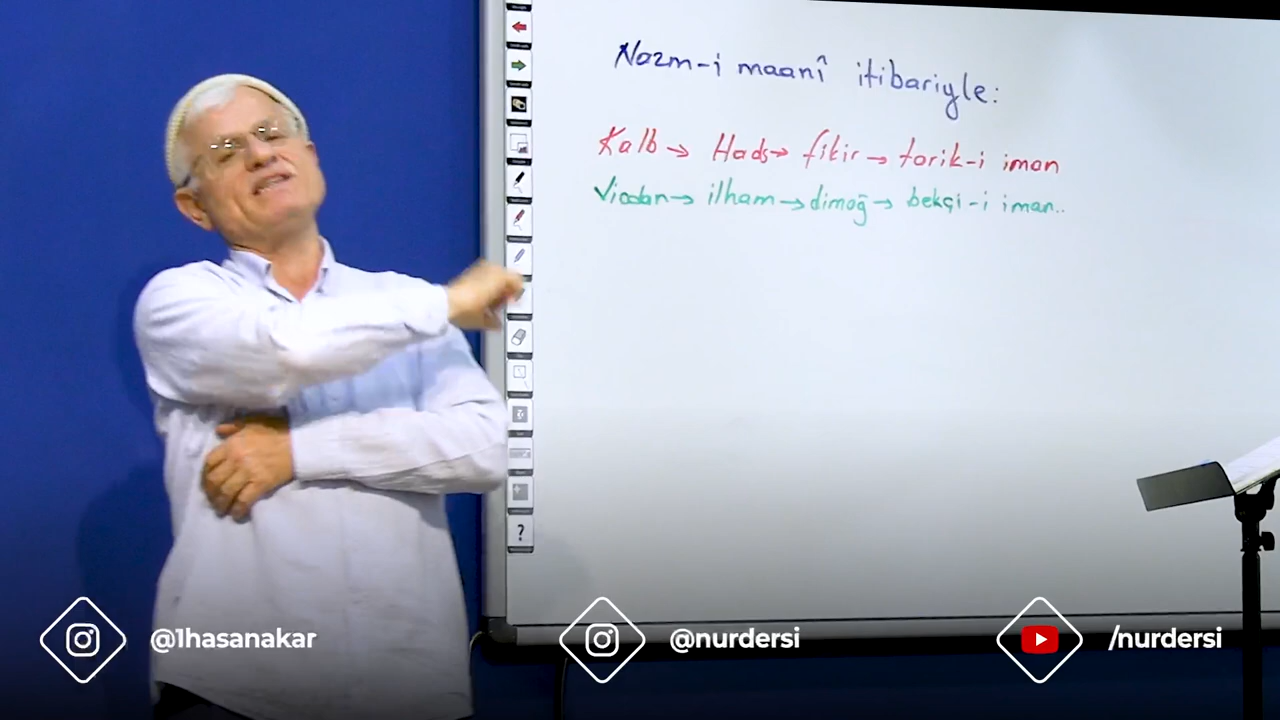 Nazm-i maanî itibariyle:
Kalb → Hads → fikir → tarik-i iman
Vicdan → ilham → dimağ → bekçi-i iman..
?
@1hasanakar
@nurdersi
/nurdersi